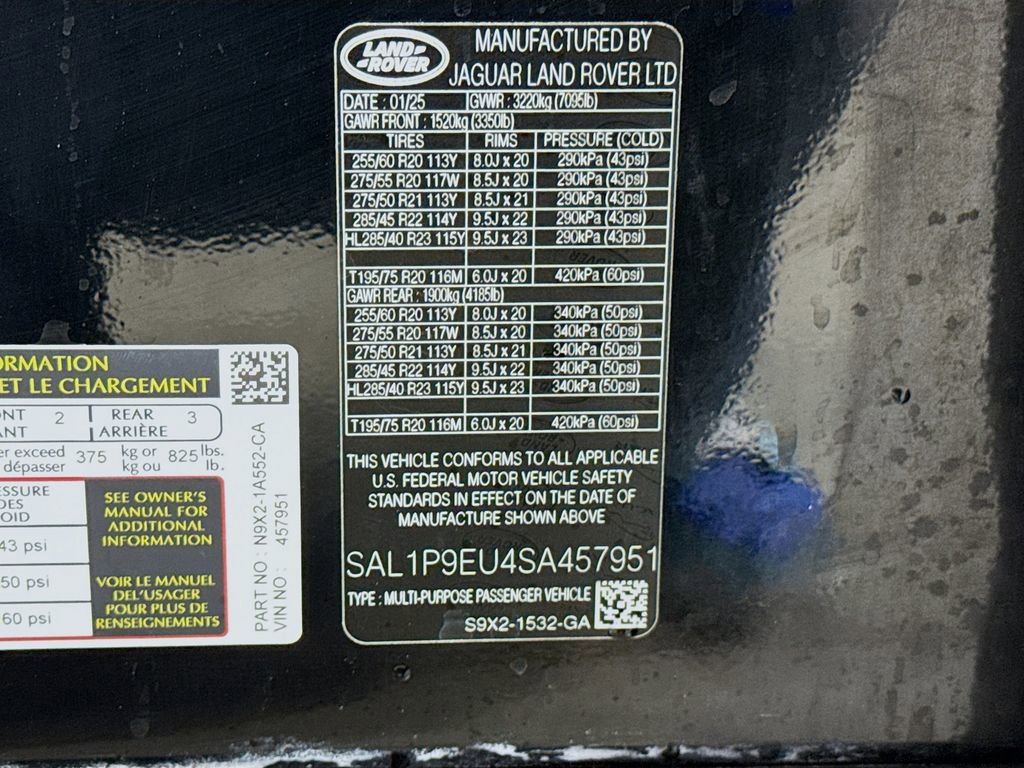 LAND-
-ROVER
MANUFACTURED BY
JAGUAR LAND ROVER LTD
DATE : 01/25 GVWR : 3220kg (7095lb)
GAWR FRONT : 1520kg (3350lb)
TIRES RIMS PRESSURE (COLD)
255/60 R20 113Y 8.0J x 20 290kPa (43psi)
275/55 R20 117W 8.5J x 20 290kPa (43psi)
275/50 R21 113Y 8.5J x 21 290kPa (43psi)
285/45 R22 114Y 9.5J x 22 290kPa (43psi)
HL285/40 R23 115Y 9.5J x 23 290kPa (43psi)
T195/75 R20 116M 6.0J x 20 420kPa (60psi)
GAWR REAR : 1900kg (4185lb)
255/60 R20 113Y 8.0J x 20 340kPa (50psi)
275/55 R20 117W 8.5J x 20 340kPa (50psi)
275/50 R21 113Y 8.5J x 21 340kPa (50psi)
285/45 R22 114Y 9.5J x 22 340kPa (50psi)
HL285/40 R23 115Y 9.5J x 23 340kPa (50psi)
T195/75 R20 116M 6.0J x 20 420kPa (60psi)
THIS VEHICLE CONFORMS TO ALL APPLICABLE
U.S. FEDERAL MOTOR VEHICLE SAFETY
STANDARDS IN EFFECT ON THE DATE OF
MANUFACTURE SHOWN ABOVE
SAL1P9EU4SA457951
TYPE : MULTI-PURPOSE PASSENGER VEHICLE
S9X2-1532-GA
ORMATION
ET LE CHARGEMENT
ONT 2 REAR 3
ANT ARRIÈRE
er exceed 375 kg or 825 lbs.
dépasser kg ou lb.
ESSURE
DES
OID
43 psi
50 psi
60 psi
SEE OWNER'S
MANUAL FOR
ADDITIONAL
INFORMATION
VOIR LE MANUEL
DEL'USAGER
POUR PLUS DE
RENSEIGNEMENTS
PART NO : N9X2-1A552-CA
VIN NO : 457951